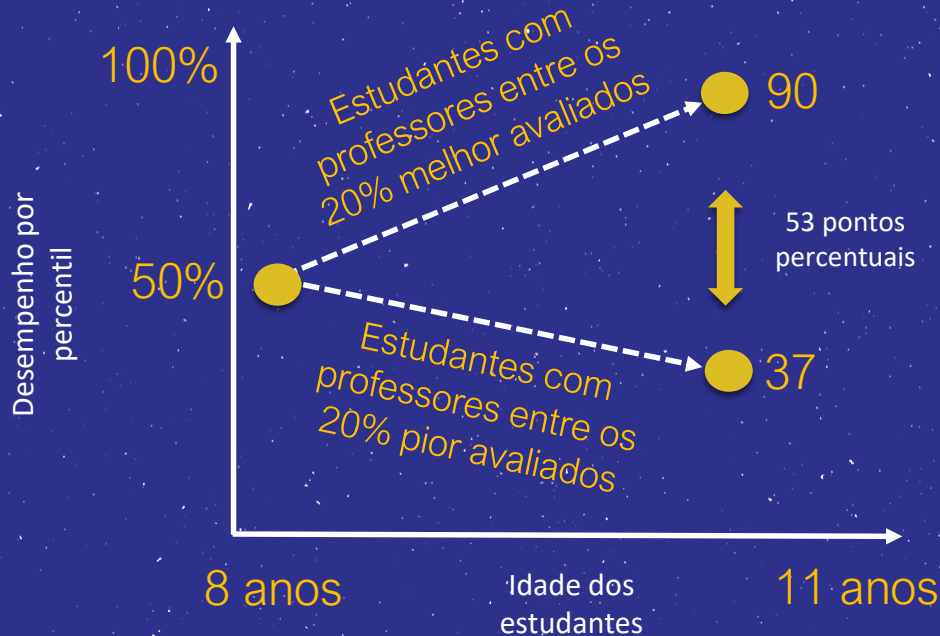 100%
50%
Desempenho por
percentil
Estudantes com
professores entre os
20% melhor avaliados
90
53 pontos
percentuais
Estudantes com
professores entre os
20% pior avaliados
37
8 anos
Idade dos
estudantes
11 anos